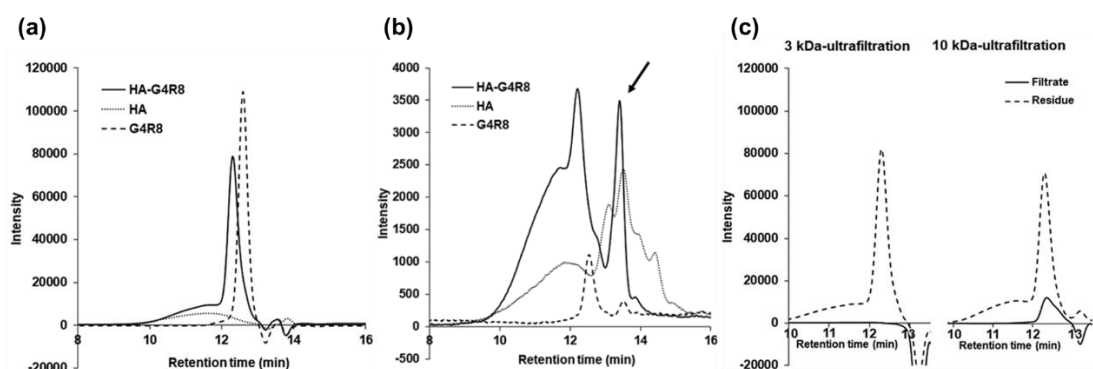 (a)
120000
100000
80000
60000
40000
20000
0
-20000
Intensity
HA-G4R8
HA
G4R8
8 10 12 14 16
Retention time (min)
(b)
4000
3500
3000
2500
2000
1500
1000
500
0
-500
Intensity
HA-G4R8
HA
G4R8
8 10 12 14 16
Retention time (min)
(c)
3 kDa-ultrafiltration 10 kDa-ultrafiltration
120000
100000
80000
60000
40000
20000
0
-20000
Intensity
Filtrate
Residue
10 11 12 13
Retention time (min)
10 11 12 13
Retention time (min)